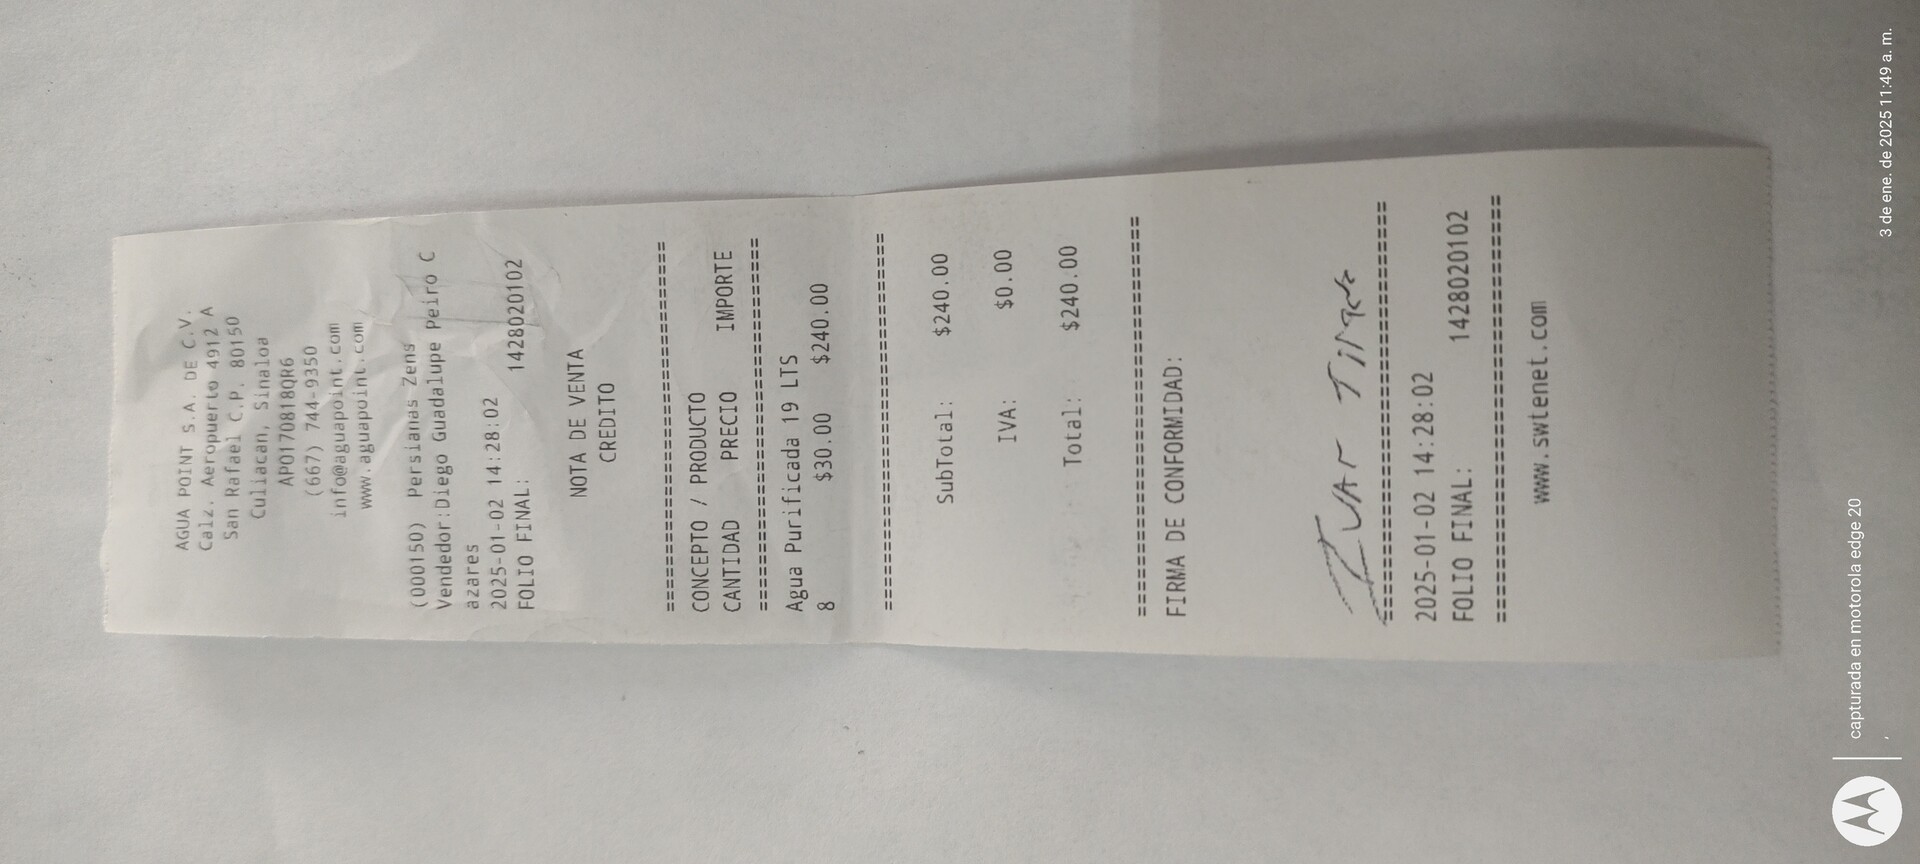 AGUA POINT S.A. DE C.V.
Calz. Aeropuerto 4912 A
San Rafael C.P. 80150
Culiacan, Sinaloa
APO170818QR6
(667) 744-9350
info@aguapoint.com
www.aguapoint.com
(000150) Persianas Zens
Vendedor:Diego Guadalupe Peiro C
azares
2025-01-02 14:28:02
FOLIO FINAL: 1428020102
NOTA DE VENTA
CREDITO
================================
CONCEPTO / PRODUCTO
CANTIDAD PRECIO IMPORTE
================================
Agua Purificada 19 LTS
8 $30.00 $240.00
================================
SubTotal: $240.00
IVA: $0.00
Total: $240.00
================================
FIRMA DE CONFORMIDAD:
IVAN
================================
2025-01-02 14:28:02
FOLIO FINAL: 1428020102
================================
www.swtenet.com
capturada en motorola edge 20
3 de ene. de 2025 11:49 a. m.